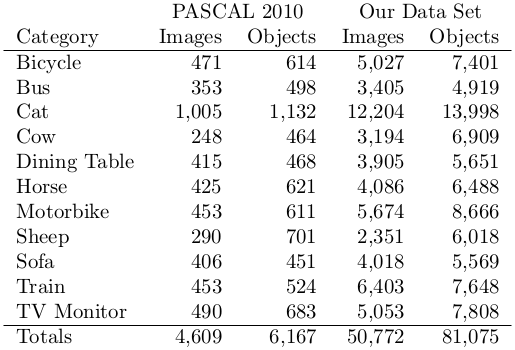 PASCAL 2010 Our Data Set
Category Images Objects Images Objects
Bicycle 471 614 5,027 7,401
Bus 353 498 3,405 4,919
Cat 1,005 1,132 12,204 13,998
Cow 248 464 3,194 6,909
Dining Table 415 468 3,905 5,651
Horse 425 621 4,086 6,488
Motorbike 453 611 5,674 8,666
Sheep 290 701 2,351 6,018
Sofa 406 451 4,018 5,569
Train 453 524 6,403 7,648
TV Monitor 490 683 5,053 7,808
Totals 4,609 6,167 50,772 81,075